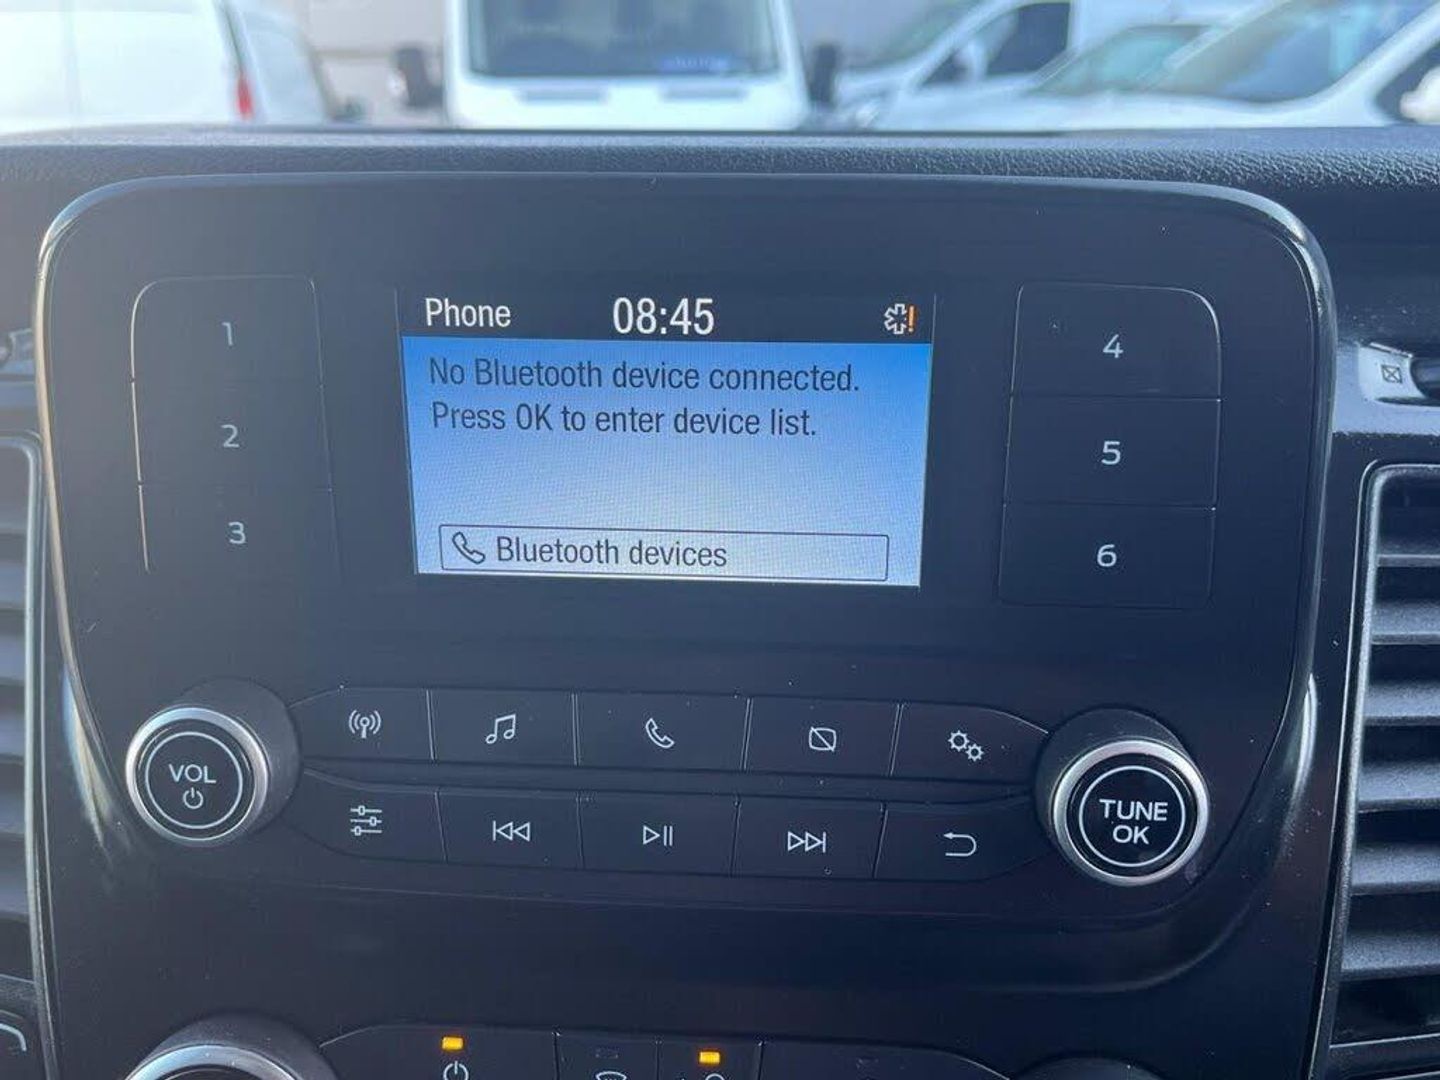 Phone 08:45
No Bluetooth device connected.
Press OK to enter device list.
Bluetooth devices
1
2
3
4
5
6
VOL
TUNE
OK